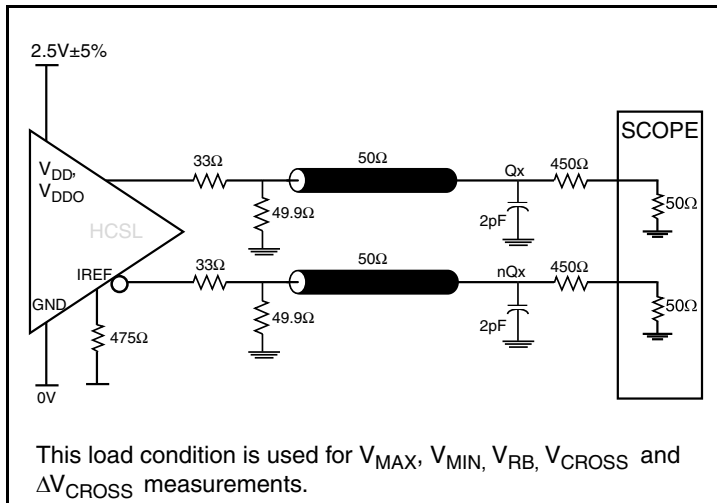 2.5V±5%
SCOPE
V_DD,
V_DDO
33Ω
50Ω
Qx
450Ω
50Ω
49.9Ω
2pF
HCSL
IREF
33Ω
50Ω
nQx
450Ω
50Ω
GND
49.9Ω
2pF
475Ω
0V
This load condition is used for V_MAX, V_MIN, V_RB, V_CROSS and
ΔV_CROSS measurements.